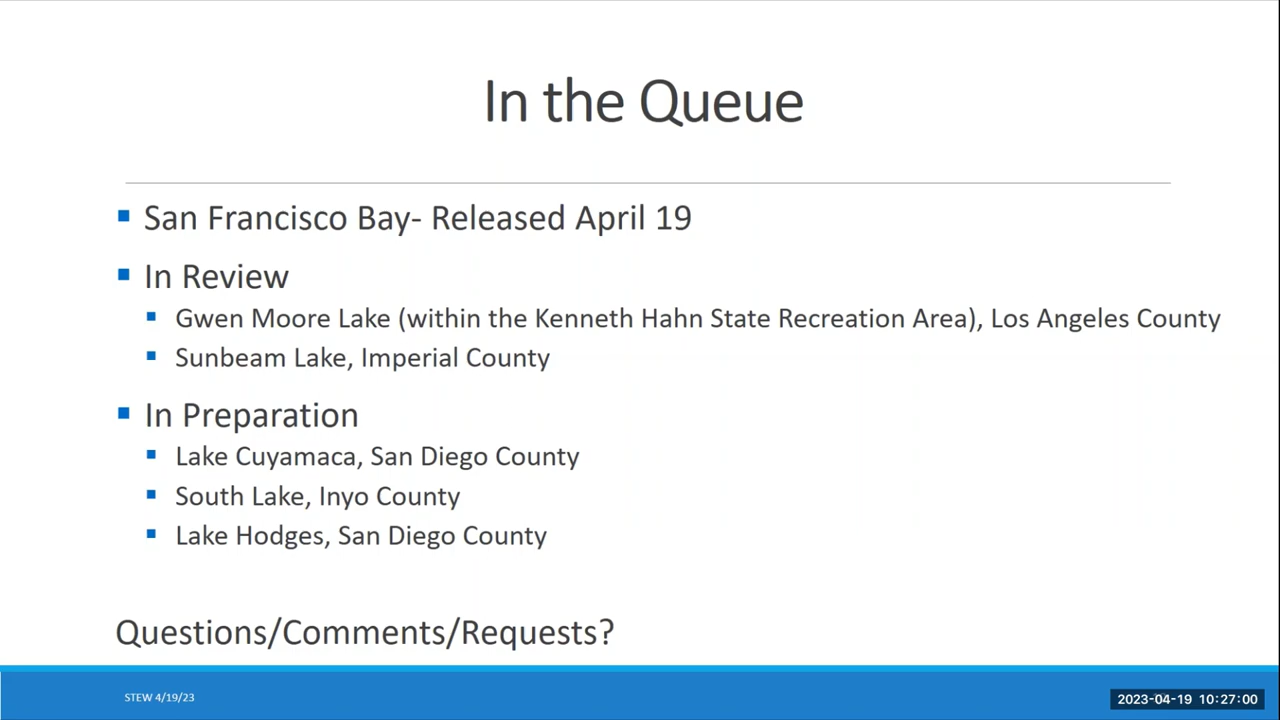 In the Queue
San Francisco Bay- Released April 19
In Review
Gwen Moore Lake (within the Kenneth Hahn State Recreation Area), Los Angeles County
Sunbeam Lake, Imperial County
In Preparation
Lake Cuyamaca, San Diego County
South Lake, Inyo County
Lake Hodges, San Diego County
Questions/Comments/Requests?
STEW 4/19/23
2023-04-19 10:27:00